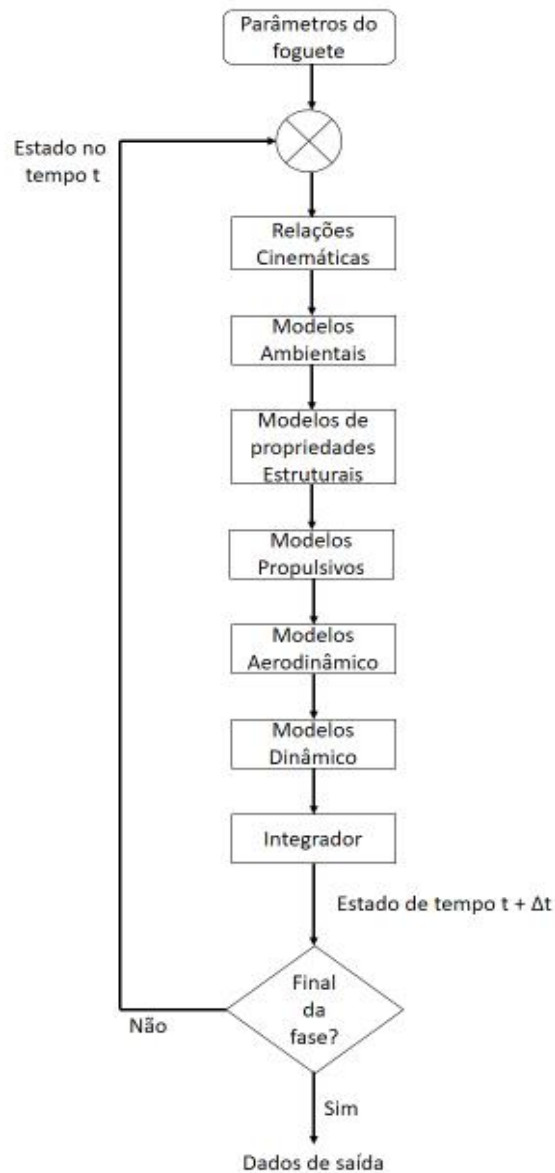 Parâmetros do
foguete
Estado no
tempo t
Relações
Cinemáticas
Modelos
Ambientais
Modelos de
propriedades
Estruturais
Modelos
Propulsivos
Modelos
Aerodinâmico
Modelos
Dinâmico
Integrador
Estado de tempo t + Δt
Final
da
fase?
Não
Sim
Dados de saída